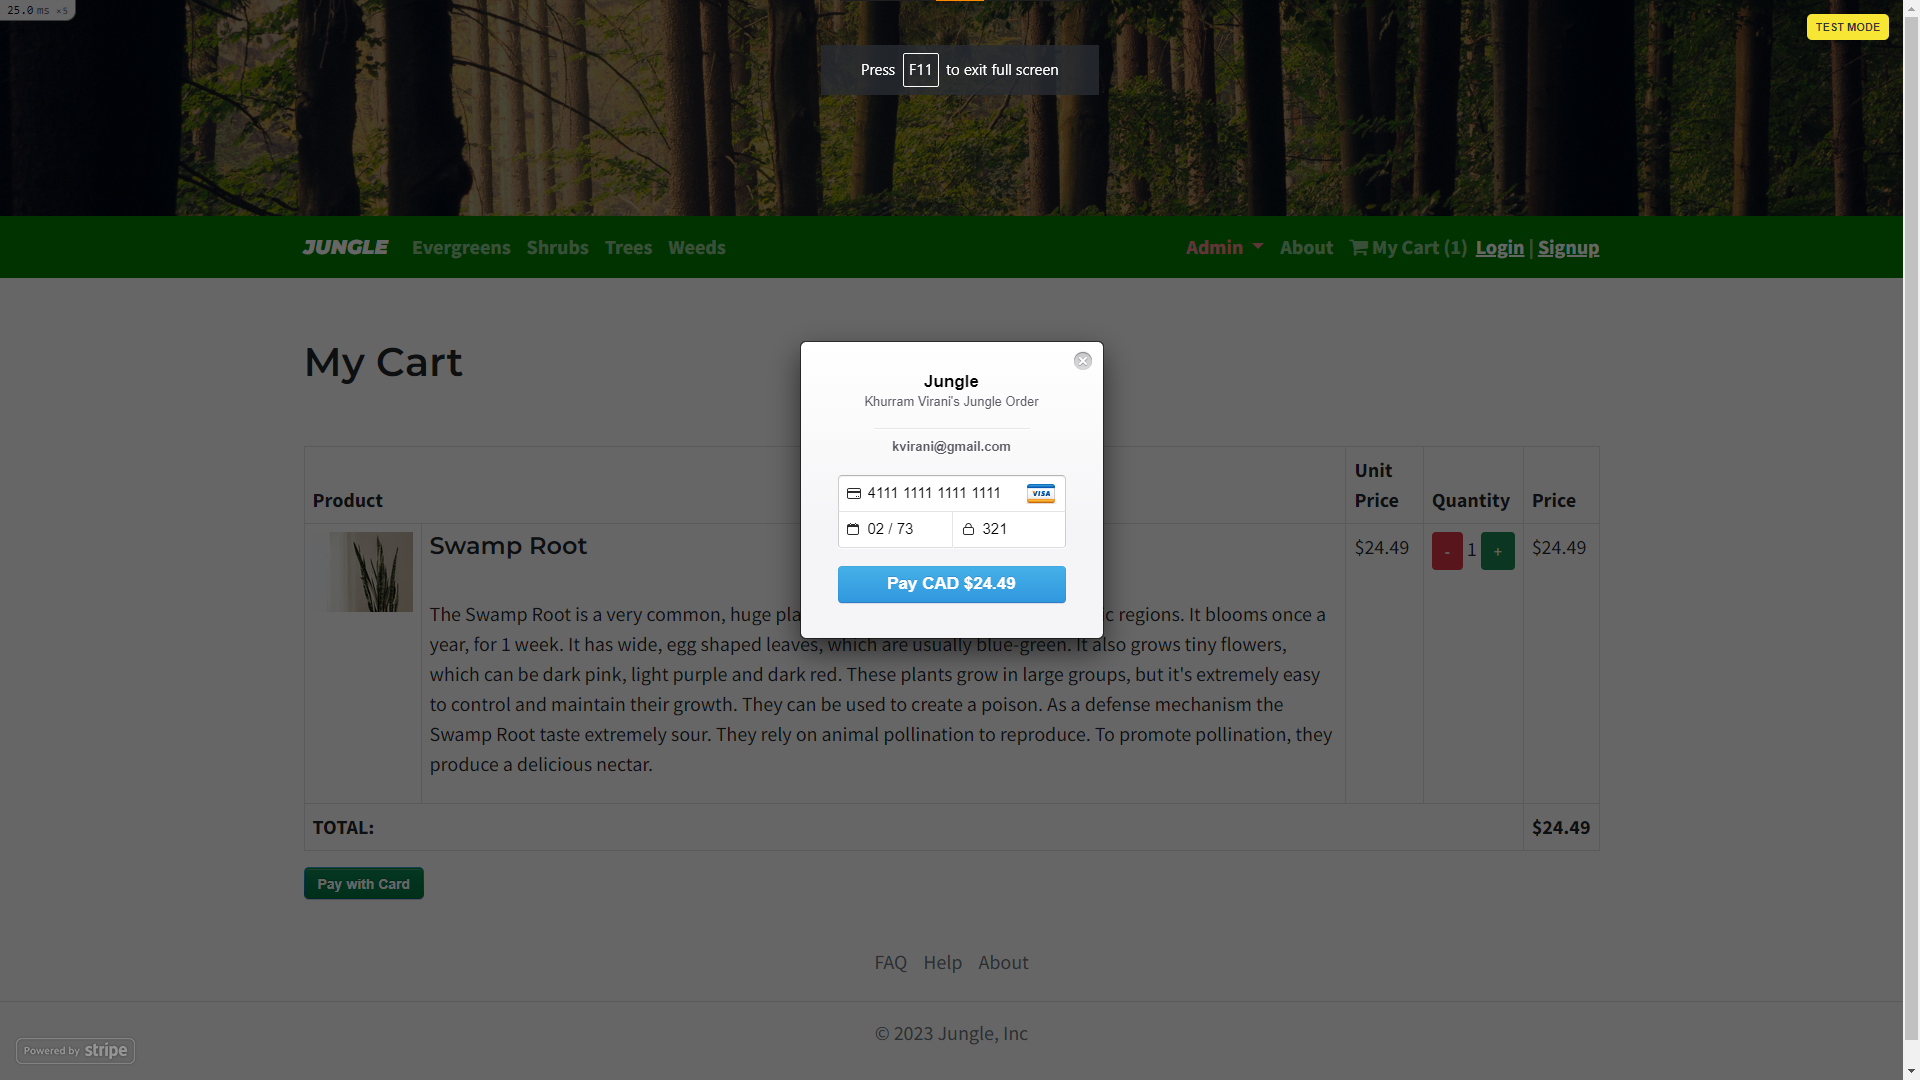 25.0 ms ×5
TEST MODE
Press F11 to exit full screen
JUNGLE Evergreens Shrubs Trees Weeds Admin About My Cart (1) Login | Signup
My Cart
Jungle
Khurram Virani's Jungle Order
kvirani@gmail.com
4111 1111 1111 1111 VISA
02 / 73 321
Pay CAD $24.49
Product Unit Price Quantity Price
Swamp Root $24.49 - 1 + $24.49
The Swamp Root is a very common, huge pla c regions. It blooms once a
year, for 1 week. It has wide, egg shaped leaves, which are usually blue-green. It also grows tiny flowers,
which can be dark pink, light purple and dark red. These plants grow in large groups, but it's extremely easy
to control and maintain their growth. They can be used to create a poison. As a defense mechanism the
Swamp Root taste extremely sour. They rely on animal pollination to reproduce. To promote pollination, they
produce a delicious nectar.
TOTAL: $24.49
Pay with Card
FAQ Help About
© 2023 Jungle, Inc
Powered by stripe